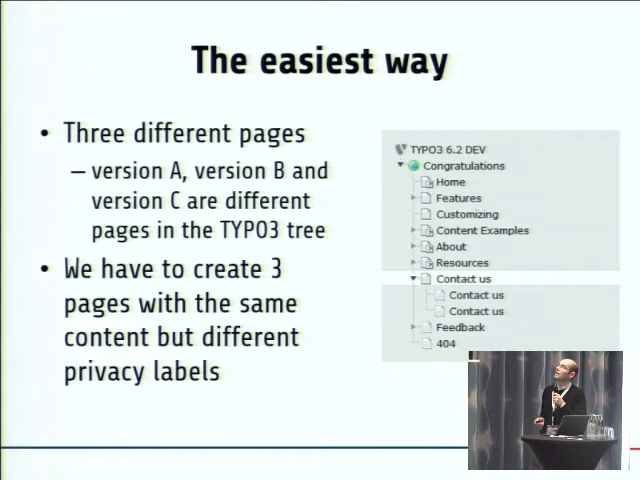 The easiest way
• Three different pages
– version A, version B and
version C are different
pages in the TYPO3 tree
• We have to create 3
pages with the same
content but different
privacy labels
TYPO3 6.2 DEV
Congratulations
Home
Features
Customizing
Content Examples
About
Resources
Contact us
Contact us
Contact us
Feedback
404